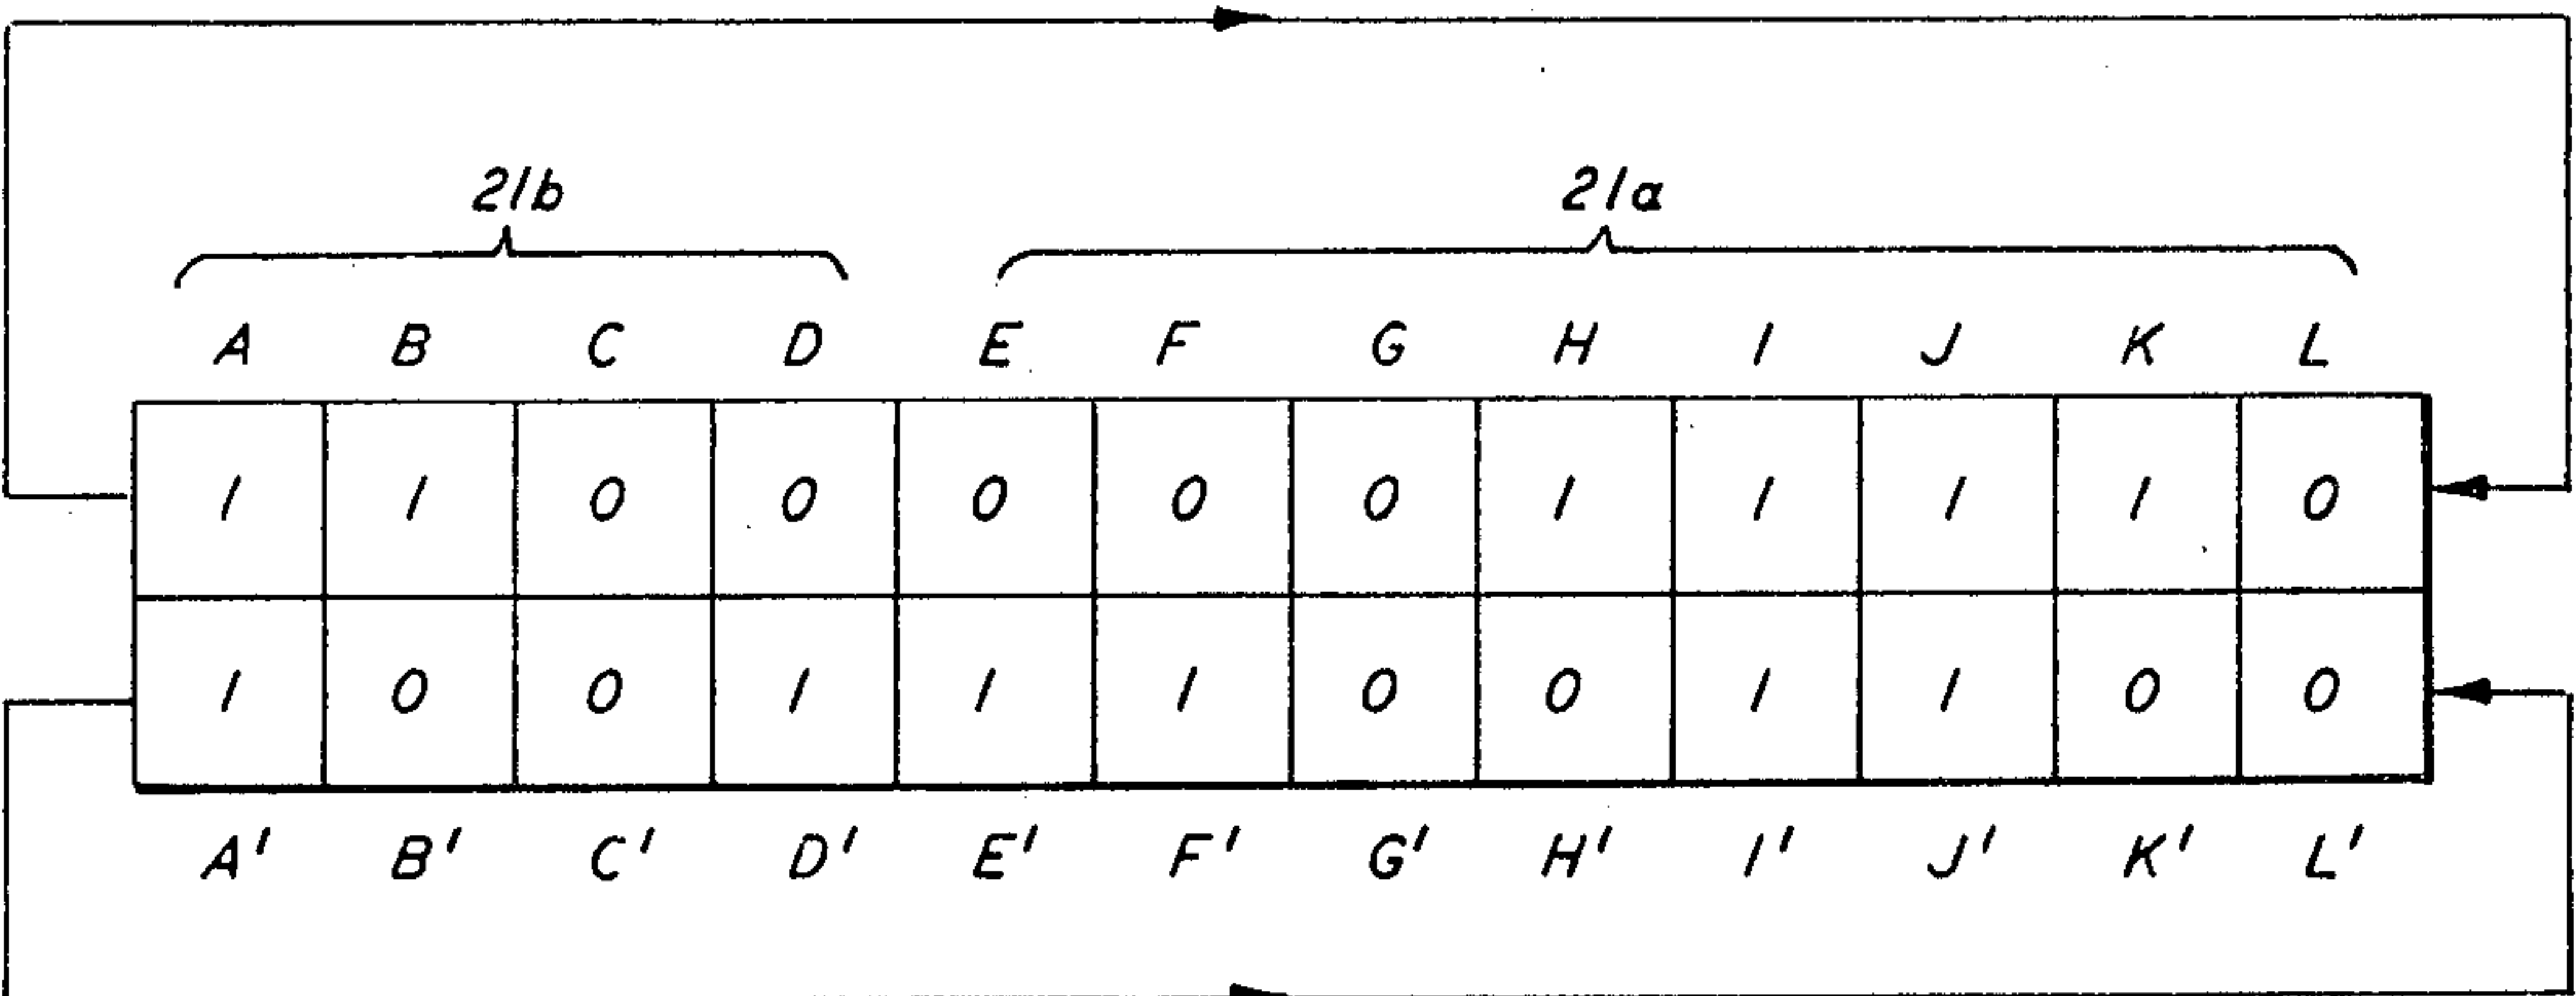 21b 21a
A B C D E F G H I J K L
1 1 0 0 0 0 0 1 1 1 1 0
1 0 0 1 1 1 0 0 1 1 0 0
A' B' C' D' E' F' G' H' I' J' K' L'